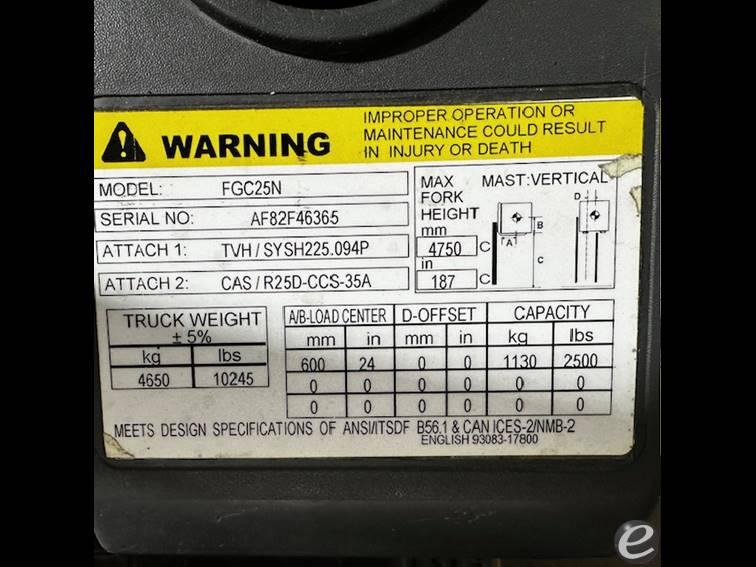 WARNING
IMPROPER OPERATION OR
MAINTENANCE COULD RESULT
IN INJURY OR DEATH
MODEL: FGC25N
SERIAL NO: AF82F46365
ATTACH 1: TVH / SYSH225.094P
ATTACH 2: CAS / R25D-CCS-35A
MAX FORK HEIGHT
mm
4750 C
in
187 C
MAST:VERTICAL
D
B
A
C
TRUCK WEIGHT
± 5%
kg lbs
4650 10245
A/B-LOAD CENTER D-OFFSET CAPACITY
mm in mm in kg lbs
600 24 0 0 1130 2500
0 0 0 0 0 0
0 0 0 0 0 0
MEETS DESIGN SPECIFICATIONS OF ANSI/ITSDF B56.1 & CAN ICES-2/NMB-2
ENGLISH 93083-17800
e